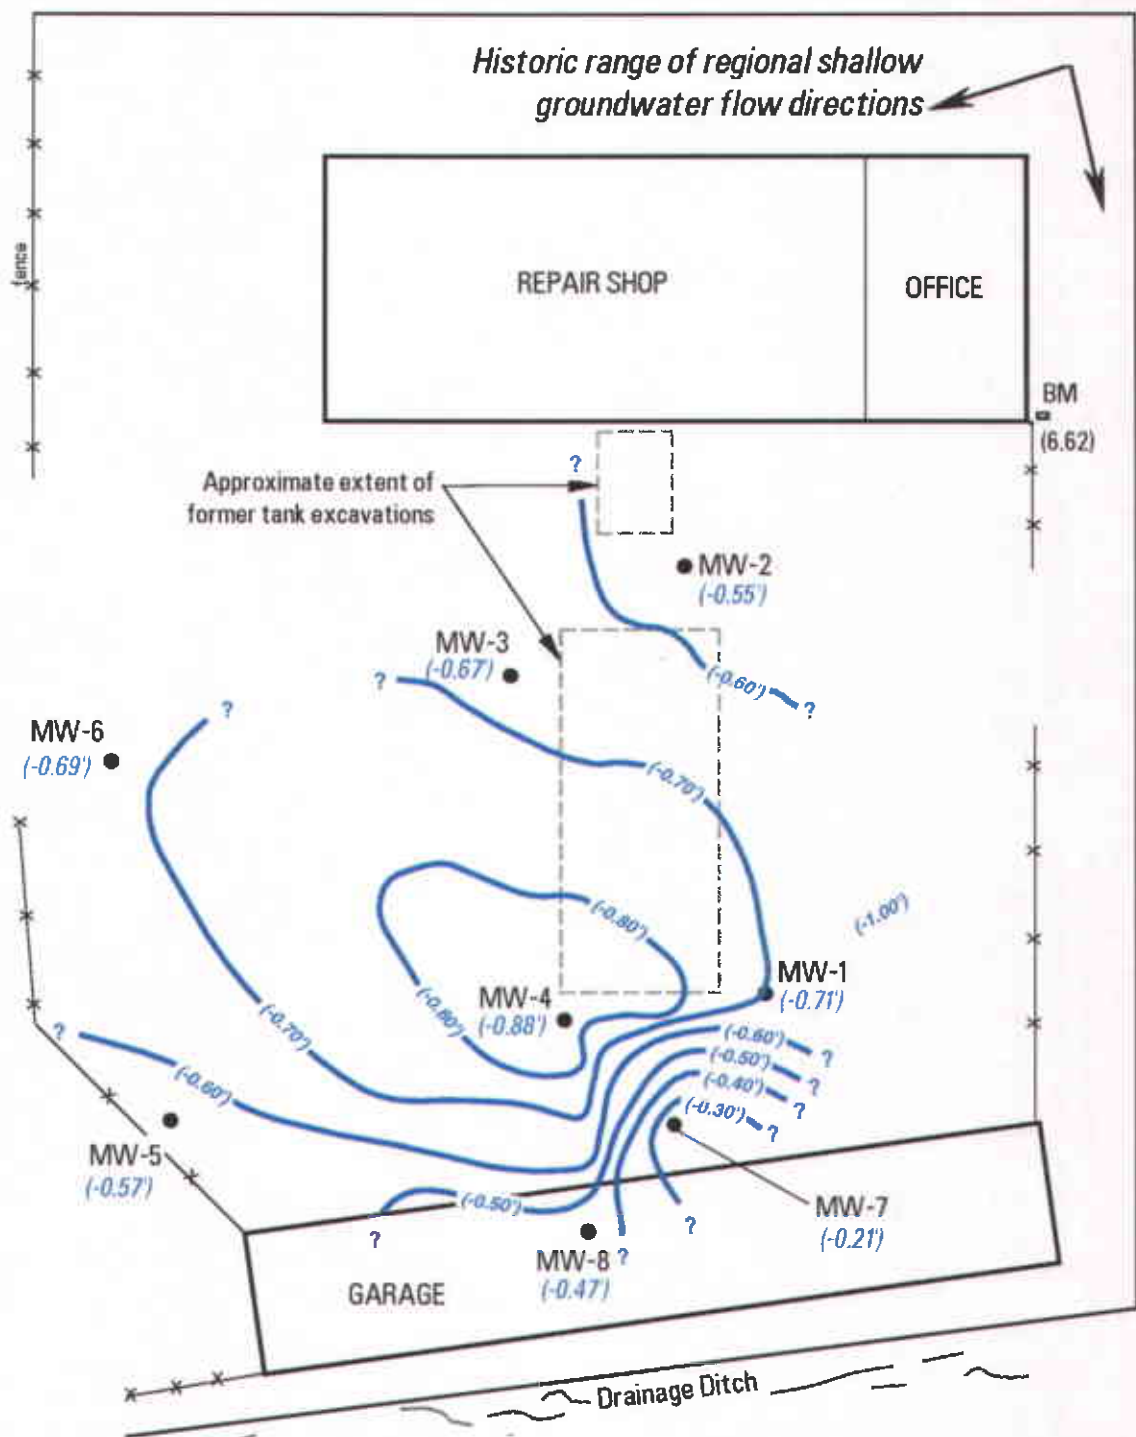 Historic range of regional shallow
groundwater flow directions
fence
REPAIR SHOP
OFFICE
BM
(6.62)
?
Approximate extent of
former tank excavations
MW-2
(-0.55')
MW-3
(-0.67')
?
(-0.60')
?
?
MW-6
(-0.69')
(-0.70')
(-0.80')
(-1.00')
MW-1
(-0.71')
MW-4
(-0.88')
(-0.80')
(-0.70')
?
(-0.60')
(-0.60')
?
(-0.50')
?
(-0.40')
?
(-0.30')
?
MW-5
(-0.57')
(-0.50')
?
MW-7
(-0.21')
?
MW-8
(-0.47')
?
GARAGE
Drainage Ditch